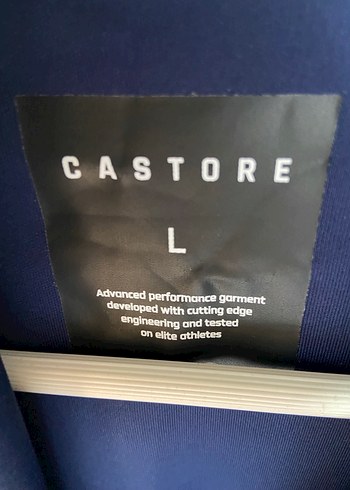 CASTORE
L
Advanced performance garment
developed with cutting edge
engineering and tested
on elite athletes